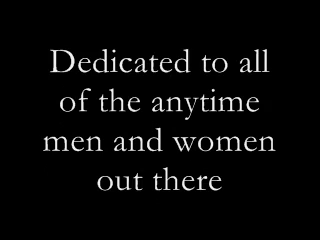 Dedicated to all
of the anytime
men and women
out there